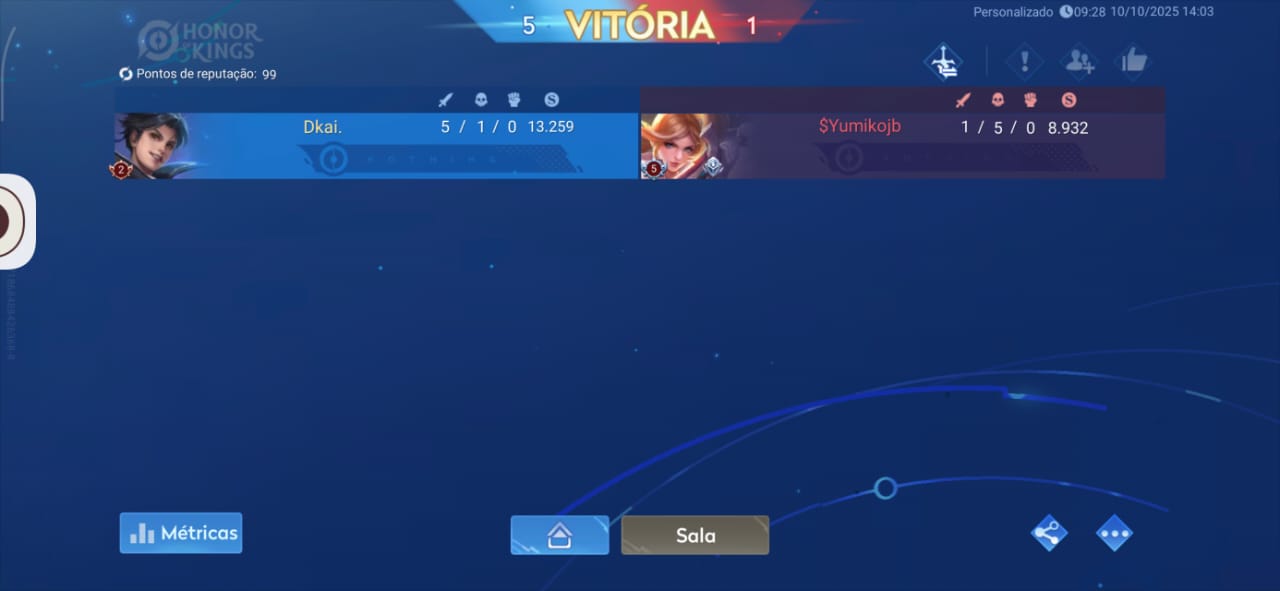 5 VITÓRIA 1
Personalizado 09:28 10/10/2025 14:03
HONOR
KINGS
Pontos de reputação: 99
Dkai. 5 / 1 / 0 13.259
2
$Yumikojb 1 / 5 / 0 8.932
5
Métricas
Sala